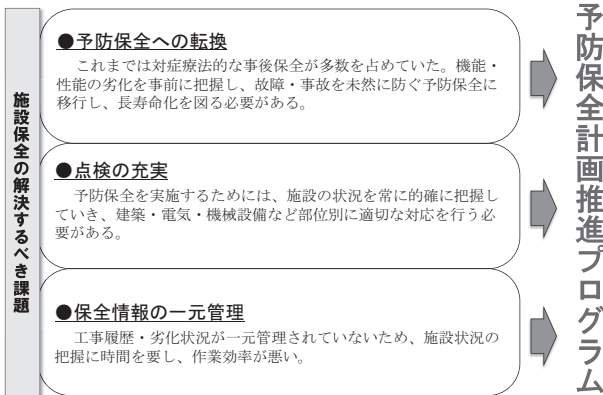 施設保全の解決するべき課題
●予防保全への転換
これまでは対症療法的な事後保全が多数を占めていた。機能・
性能の劣化を事前に把握し、故障・事故を未然に防ぐ予防保全に
移行し、長寿命化を図る必要がある。
●点検の充実
予防保全を実施するためには、施設の状況を常に的確に把握し
ていき、建築・電気・機械設備など部位別に適切な対応を行う必
要がある。
●保全情報の一元管理
工事履歴・劣化状況が一元管理されていないため、施設状況の
把握に時間を要し、作業効率が悪い。
予防保全計画推進プログラム